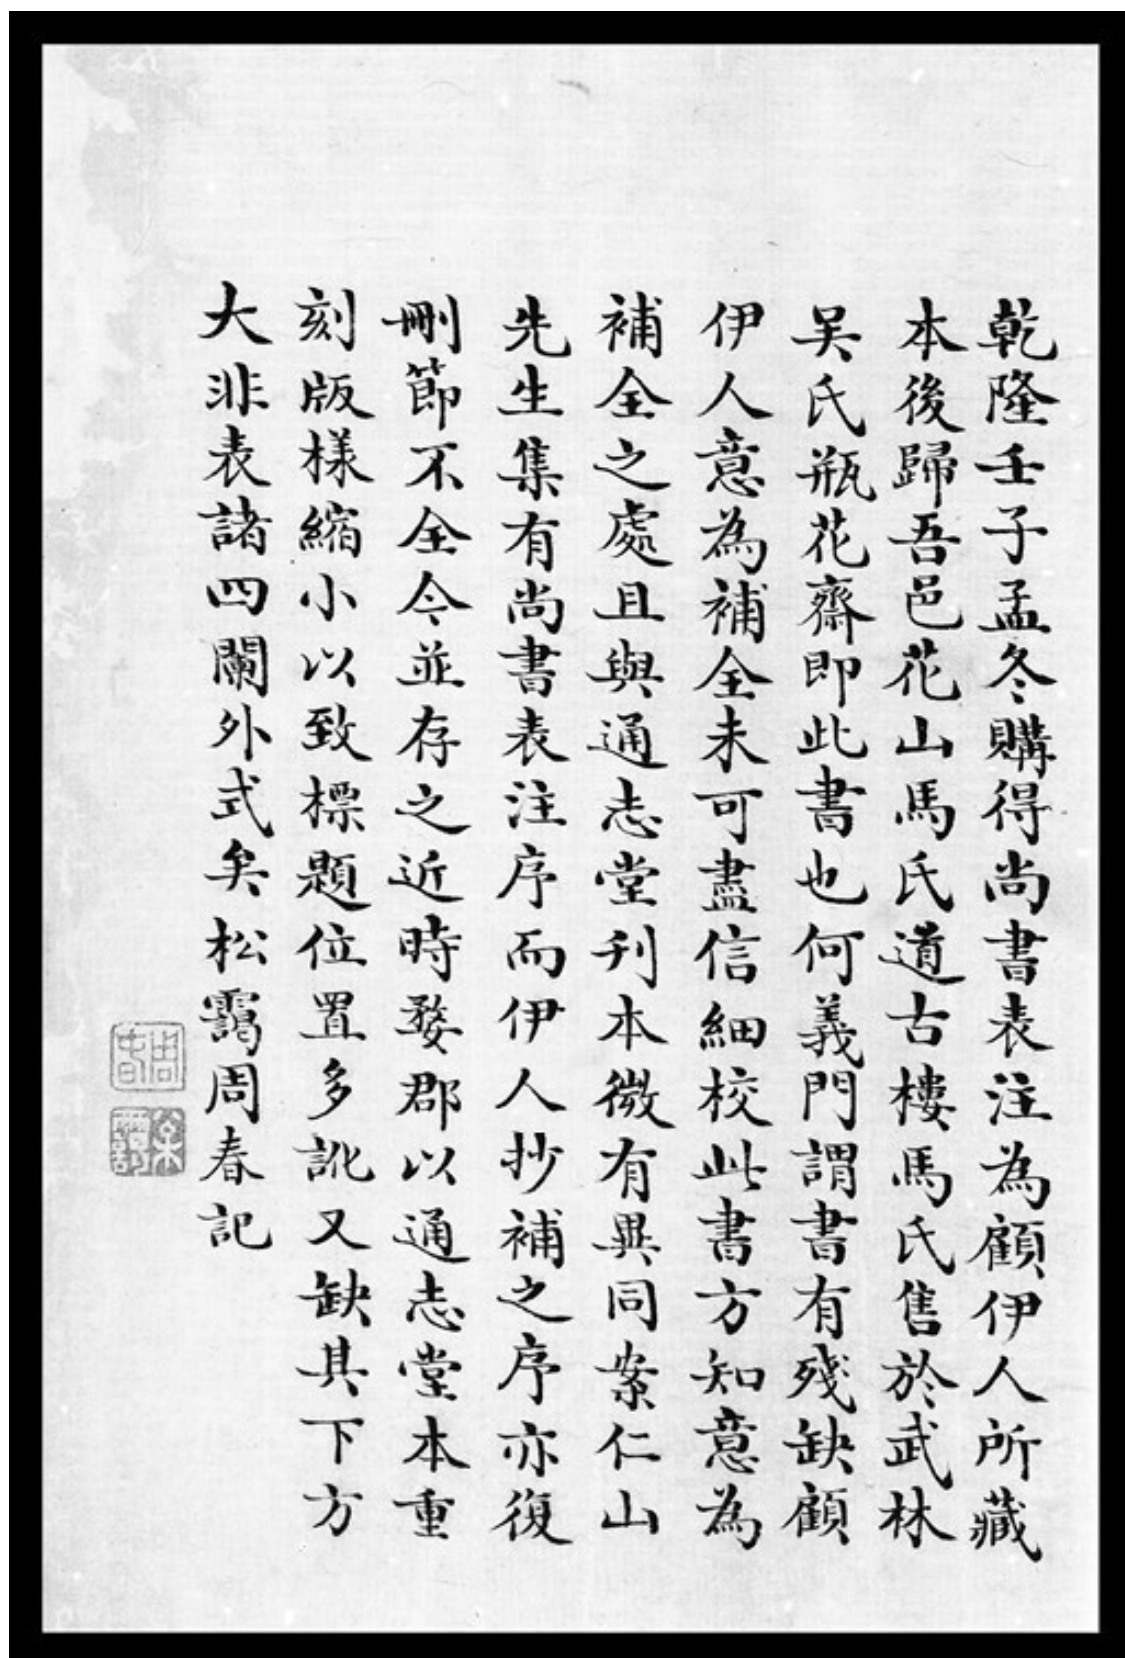 乾隆壬子孟冬購得尚書表注為顧伊人所藏
本後歸吾邑花山馬氏道古樓馬氏售於武林
吴氏瓶花齋即此書也何義門謂書有殘缺顧
伊人意為補全未可盡信細校此書方知意為
補全之處且與通志堂刊本微有異同案仁山
先生集有尚書表注序而伊人抄補之序亦復
刪節不全今並存之近時婺郡以通志堂本重
刻版樣縮小以致標題位置多訛又缺其下方
大非表諸四闌外式矣松靄周春記
周春
松靄